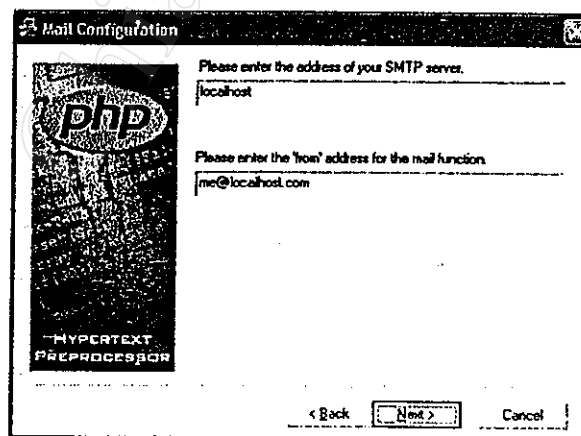 Mail Configuration
Please enter the address of your SMTP server.
localhost
php
Please enter the 'from' address for the mail function.
me@localhost.com
HYPERTEXT
PREPROCESSOR
< Back
Next >
Cancel